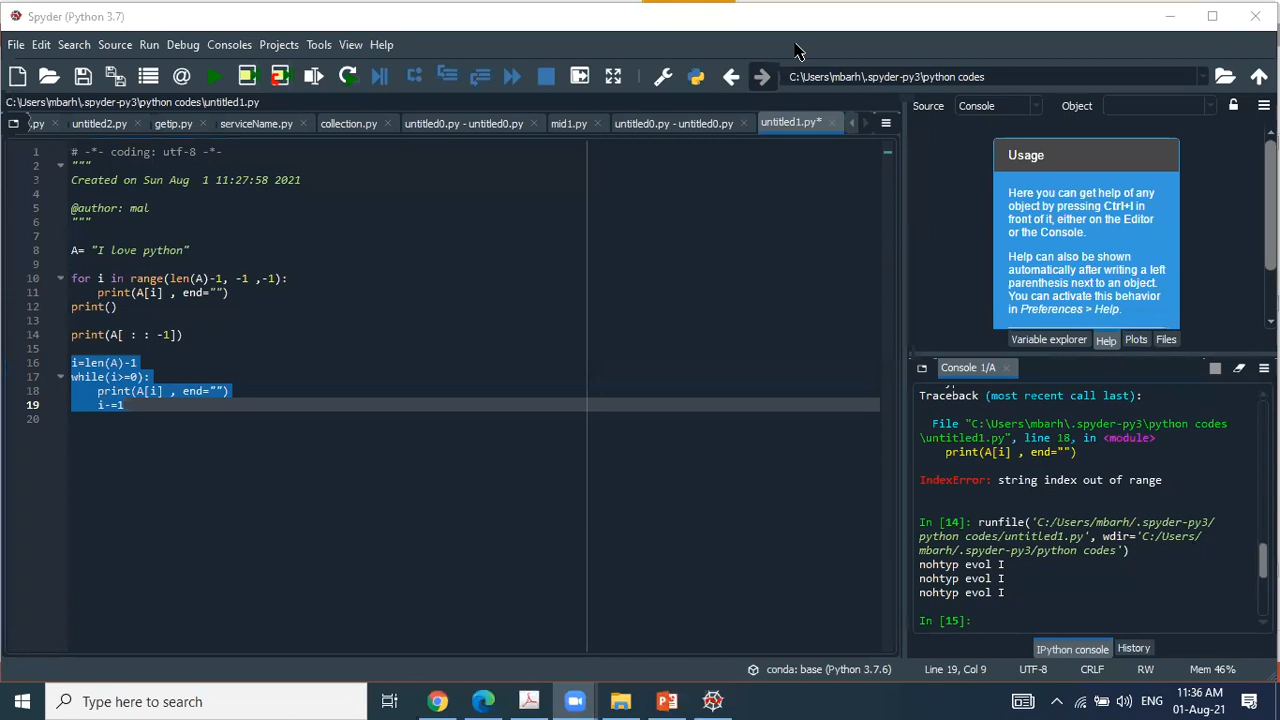 Spyder (Python 3.7)
File Edit Search Source Run Debug Consoles Projects Tools View Help
C:\Users\mbarh\.spyder-py3\python codes
C:\Users\mbarh\.spyder-py3\python codes\untitled1.py
.py untitled2.py getip.py serviceName.py collection.py untitled0.py - untitled0.py mid1.py untitled0.py - untitled0.py untitled1.py*
Source Console Object
1 # -*- coding: utf-8 -*-
2 """
3 Created on Sun Aug 1 11:27:58 2021
4
5 @author: mal
6 """
7
8 A= "I love python"
9
10 for i in range(len(A)-1, -1 ,-1):
11 print(A[i] , end="")
12 print()
13
14 print(A[ : : -1])
15
16 i=len(A)-1
17 while(i>=0):
18 print(A[i] , end="")
19 i-=1
20
Usage
Here you can get help of any
object by pressing Ctrl+I in
front of it, either on the Editor
or the Console.
Help can also be shown
automatically after writing a left
parenthesis next to an object.
You can activate this behavior
in Preferences > Help.
Variable explorer Help Plots Files
Console 1/A
Traceback (most recent call last):
File "C:\Users\mbarh\.spyder-py3\python codes
\untitled1.py", line 18, in <module>
print(A[i] , end="")
IndexError: string index out of range
In [14]: runfile('C:/Users/mbarh/.spyder-py3/
python codes/untitled1.py', wdir='C:/Users/
mbarh/.spyder-py3/python codes')
nohtyp evol I
nohtyp evol I
nohtyp evol I
In [15]:
IPython console History
conda: base (Python 3.7.6) Line 19, Col 9 UTF-8 CRLF RW Mem 46%
Type here to search
ENG
11:36 AM
01-Aug-21